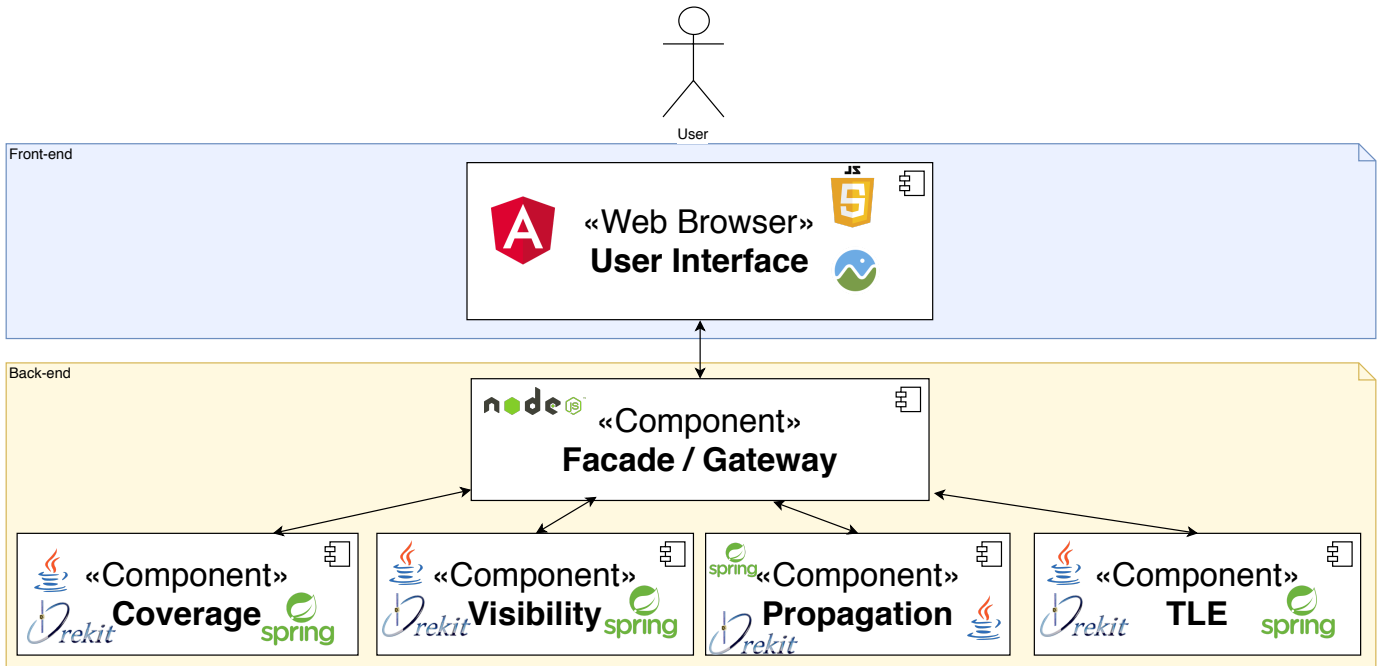 User
Front-end
JS
«Web Browser»
User Interface
Back-end
node JS
«Component»
Facade / Gateway
«Component»
Coverage
Orekit
spring
«Component»
Visibility
Orekit
spring
spring
«Component»
Propagation
Orekit
«Component»
TLE
Orekit
spring